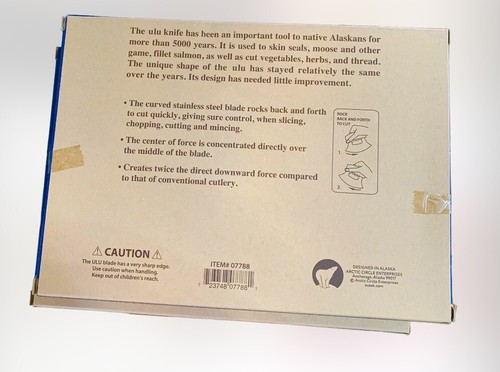 The ulu knife has been an important tool to native Alaskans for
more than 5000 years. It is used to skin seals, moose and other
game, fillet salmon, as well as cut vegetables, herbs, and thread.
The unique shape of the ulu has stayed relatively the same
over the years. Its design has needed little improvement.
• The curved stainless steel blade rocks back and forth
to cut quickly, giving sure control, when slicing,
chopping, cutting and mincing.
• The center of force is concentrated directly over
the middle of the blade.
• Creates twice the direct downward force compared
to that of conventional cutlery.
ROCK
BACK AND FORTH
TO CUT
1.
2.
CAUTION
The ULU blade has a very sharp edge.
Use caution when handling.
Keep out of children's reach.
ITEM# 07788
23748 07788
DESIGNED IN ALASKA
ARCTIC CIRCLE ENTERPRISES
Anchorage, Alaska
© Arctic Circle Enterprises